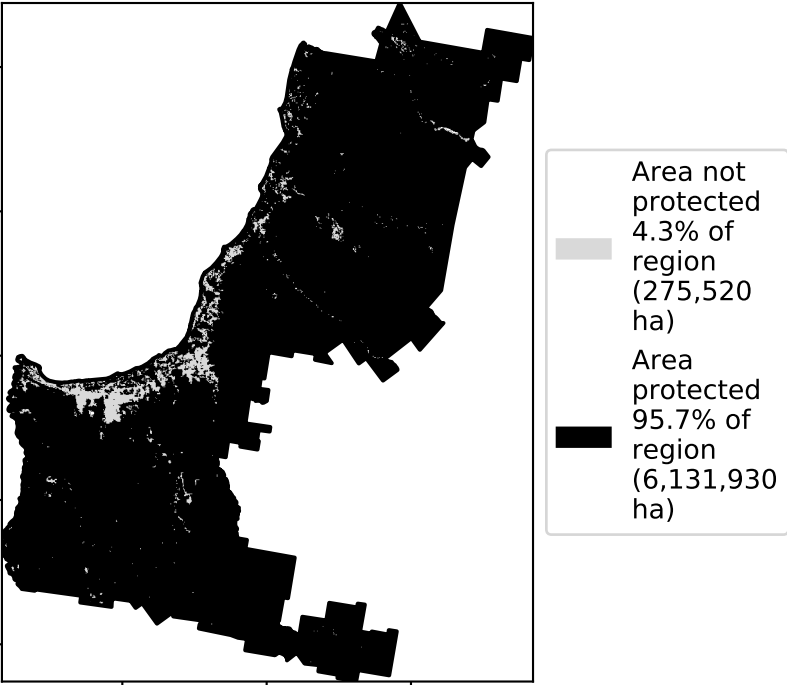 Area not
protected
4.3% of
region
(275,520
ha)
Area
protected
95.7% of
region
(6,131,930
ha)